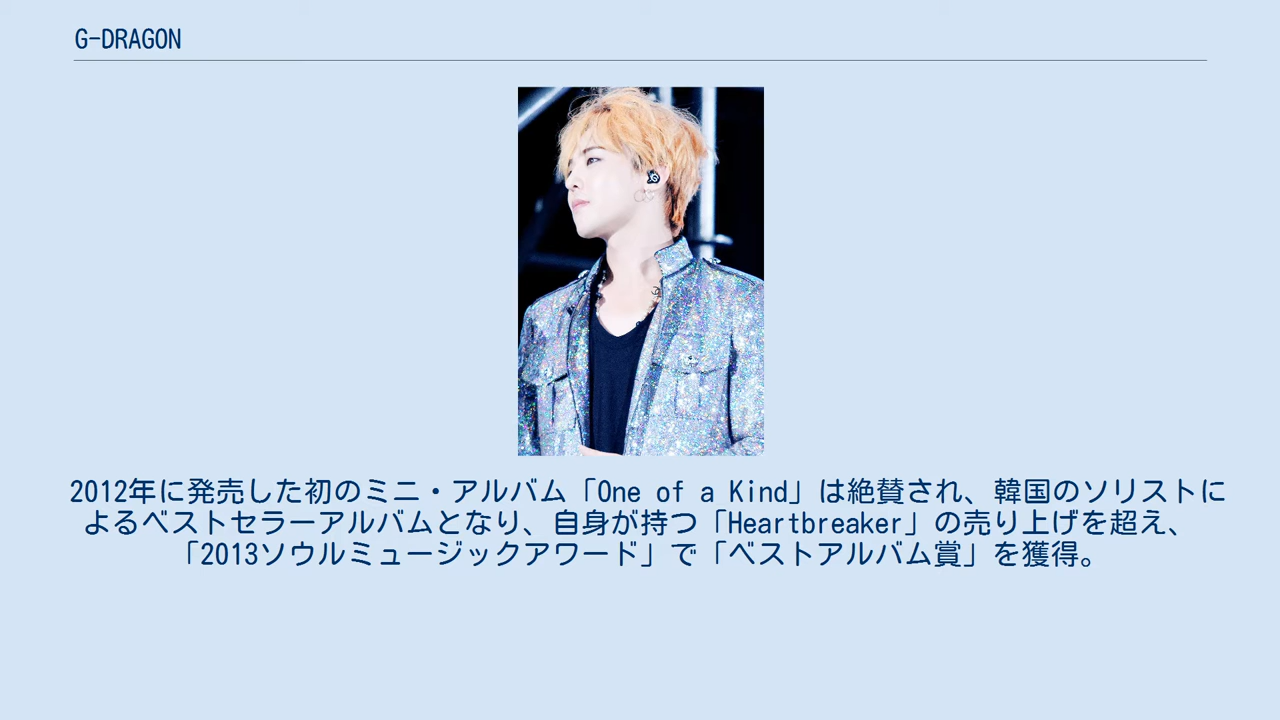 G-DRAGON
2012年に発売した初のミニ・アルバム「One of a Kind」は絶賛され、韓国のソリストに
よるベストセラーアルバムとなり、自身が持つ「Heartbreaker」の売り上げを超え、
「2013ソウルミュージックアワード」で「ベストアルバム賞」を獲得。